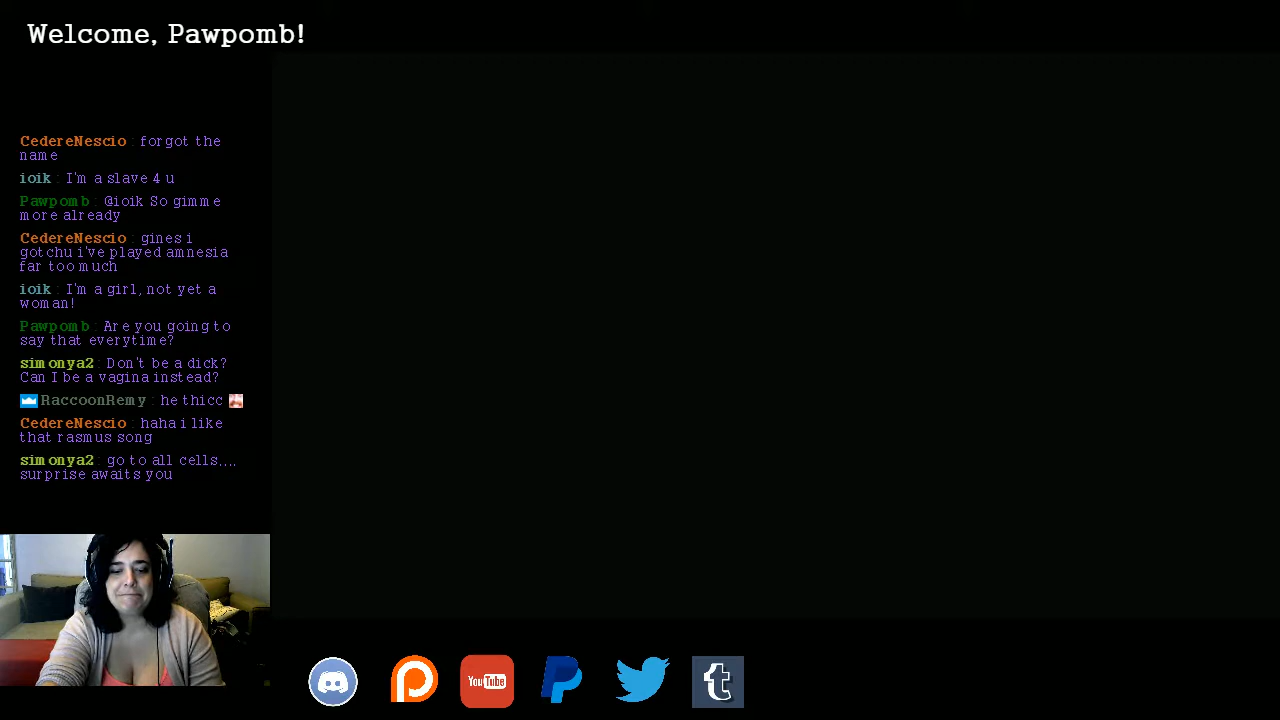 Welcome, Pawpomb!
CedereNescio : forgot the
name
ioik : I'm a slave 4 u
Pawpomb : @ioik So gimme
more already
CedereNescio : gines i
gotchu i've played amnesia
far too much
ioik : I'm a girl, not yet a
woman!
Pawpomb : Are you going to
say that everytime?
simonya2 : Don't be a dick?
Can I be a vagina instead?
RaccoonRemy : he thicc
CedereNescio : haha i like
that rasmus song
simonya2 : go to all cells....
surprise awaits you
YouTube